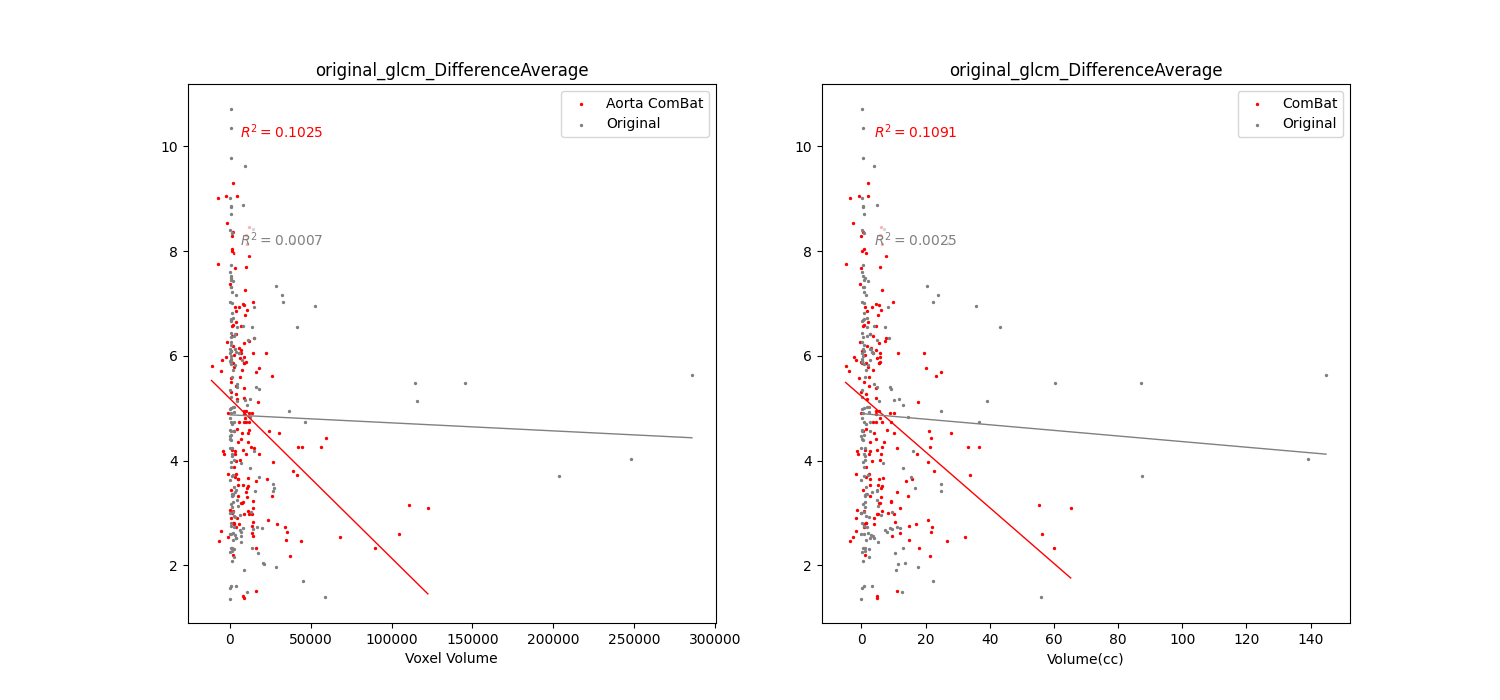 original_glcm_DifferenceAverage
Aorta ComBat
Original
R² = 0.1025
R² = 0.0007
10
8
6
4
2
0
50000
100000
150000
200000
250000
300000
Voxel Volume
original_glcm_DifferenceAverage
ComBat
Original
R² = 0.1091
R² = 0.0025
10
8
6
4
2
0
20
40
60
80
100
120
140
Volume(cc)